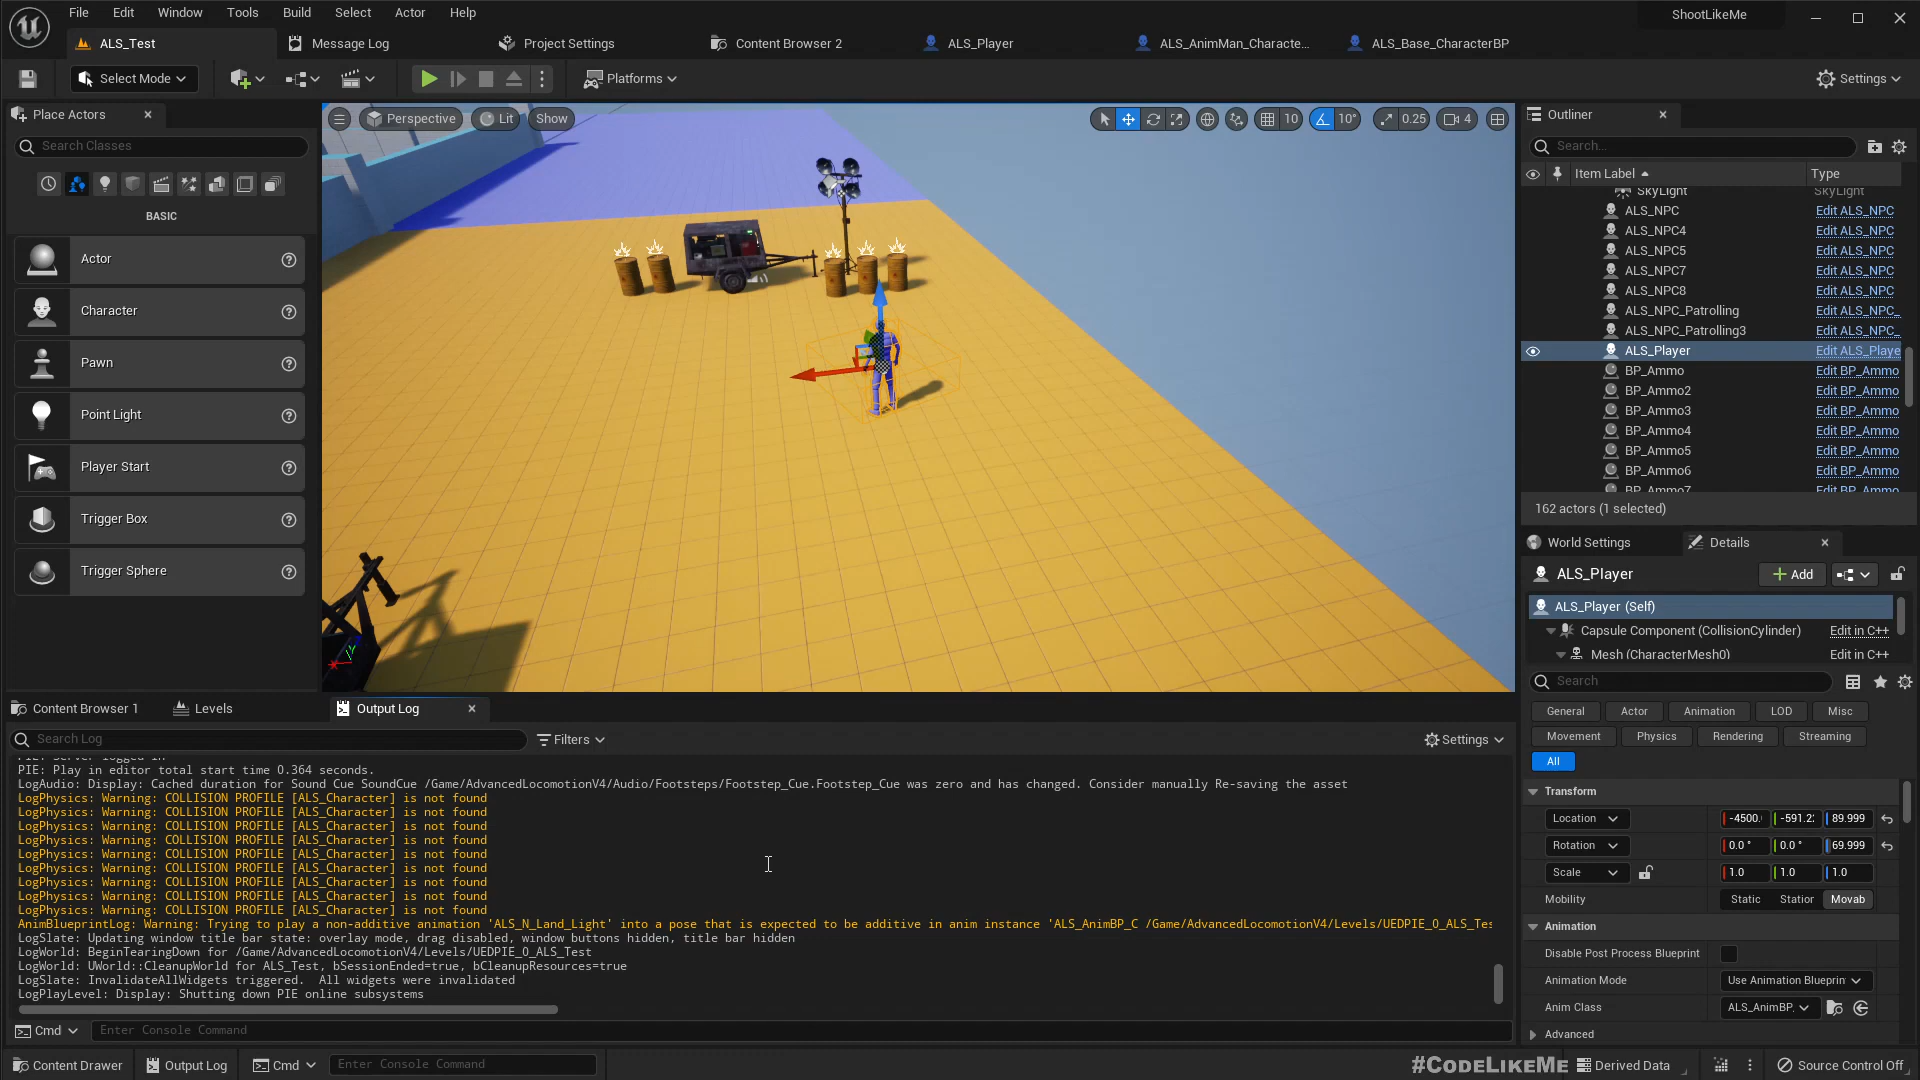 File Edit Window Tools Build Select Actor Help
ShootLikeMe
ALS_Test
Message Log
Project Settings
Content Browser 2
ALS_Player
ALS_AnimMan_Characte...
ALS_Base_CharacterBP
Select Mode
Platforms
Settings
Place Actors
Search Classes
BASIC
Actor
Character
Pawn
Point Light
Player Start
Trigger Box
Trigger Sphere
Perspective
Lit
Show
10
10°
0.25
4
Outliner
Search...
Item Label
Type
SkyLight SkyLight
ALS_NPC Edit ALS_NPC
ALS_NPC4 Edit ALS_NPC
ALS_NPC5 Edit ALS_NPC
ALS_NPC7 Edit ALS_NPC
ALS_NPC8 Edit ALS_NPC
ALS_NPC_Patrolling Edit ALS_NPC_
ALS_NPC_Patrolling3 Edit ALS_NPC_
ALS_Player Edit ALS_Playe
BP_Ammo Edit BP_Ammo
BP_Ammo2 Edit BP_Ammo
BP_Ammo3 Edit BP_Ammo
BP_Ammo4 Edit BP_Ammo
BP_Ammo5 Edit BP_Ammo
BP_Ammo6 Edit BP_Ammo
BP_Ammo7 Edit BP_Ammo
162 actors (1 selected)
World Settings
Details
ALS_Player
Add
ALS_Player (Self)
Capsule Component (CollisionCylinder) Edit in C++
Mesh (CharacterMesh0) Edit in C++
Search
General Actor Animation LOD Misc
Movement Physics Rendering Streaming
All
Transform
Location -4500. -591.2 89.999
Rotation 0.0 ° 0.0 ° 69.999
Scale 1.0 1.0 1.0
Mobility Static Station Movab
Animation
Disable Post Process Blueprint
Animation Mode Use Animation Blueprin
Anim Class ALS_AnimBP_
Advanced
Content Browser 1
Levels
Output Log
Search Log
Filters
Settings
PIE: Server logged in
PIE: Play in editor total start time 0.364 seconds.
LogAudio: Display: Cached duration for Sound Cue SoundCue /Game/AdvancedLocomotionV4/Audio/Footsteps/Footstep_Cue.Footstep_Cue was zero and has changed. Consider manually Re-saving the asset
LogPhysics: Warning: COLLISION PROFILE [ALS_Character] is not found
LogPhysics: Warning: COLLISION PROFILE [ALS_Character] is not found
LogPhysics: Warning: COLLISION PROFILE [ALS_Character] is not found
LogPhysics: Warning: COLLISION PROFILE [ALS_Character] is not found
LogPhysics: Warning: COLLISION PROFILE [ALS_Character] is not found
LogPhysics: Warning: COLLISION PROFILE [ALS_Character] is not found
LogPhysics: Warning: COLLISION PROFILE [ALS_Character] is not found
LogPhysics: Warning: COLLISION PROFILE [ALS_Character] is not found
LogPhysics: Warning: COLLISION PROFILE [ALS_Character] is not found
AnimBlueprintLog: Warning: Trying to play a non-additive animation 'ALS_N_Land_Light' into a pose that is expected to be additive in anim instance 'ALS_AnimBP_C /Game/AdvancedLocomotionV4/Levels/UEDPIE_0_ALS_Tes
LogSlate: Updating window title bar state: overlay mode, drag disabled, window buttons hidden, title bar hidden
LogWorld: BeginTearingDown for /Game/AdvancedLocomotionV4/Levels/UEDPIE_0_ALS_Test
LogWorld: UWorld::CleanupWorld for ALS_Test, bSessionEnded=true, bCleanupResources=true
LogSlate: InvalidateAllWidgets triggered.  All widgets were invalidated
LogPlayLevel: Display: Shutting down PIE online subsystems
Cmd
Enter Console Command
Content Drawer
Output Log
Cmd
Enter Console Command
#CODELIKEME
Derived Data
Source Control Off